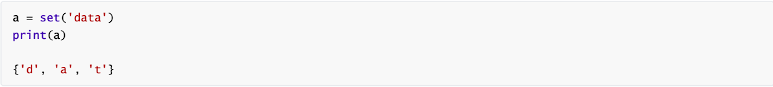 a = set('data')
print(a)
{'d', 'a', 't'}